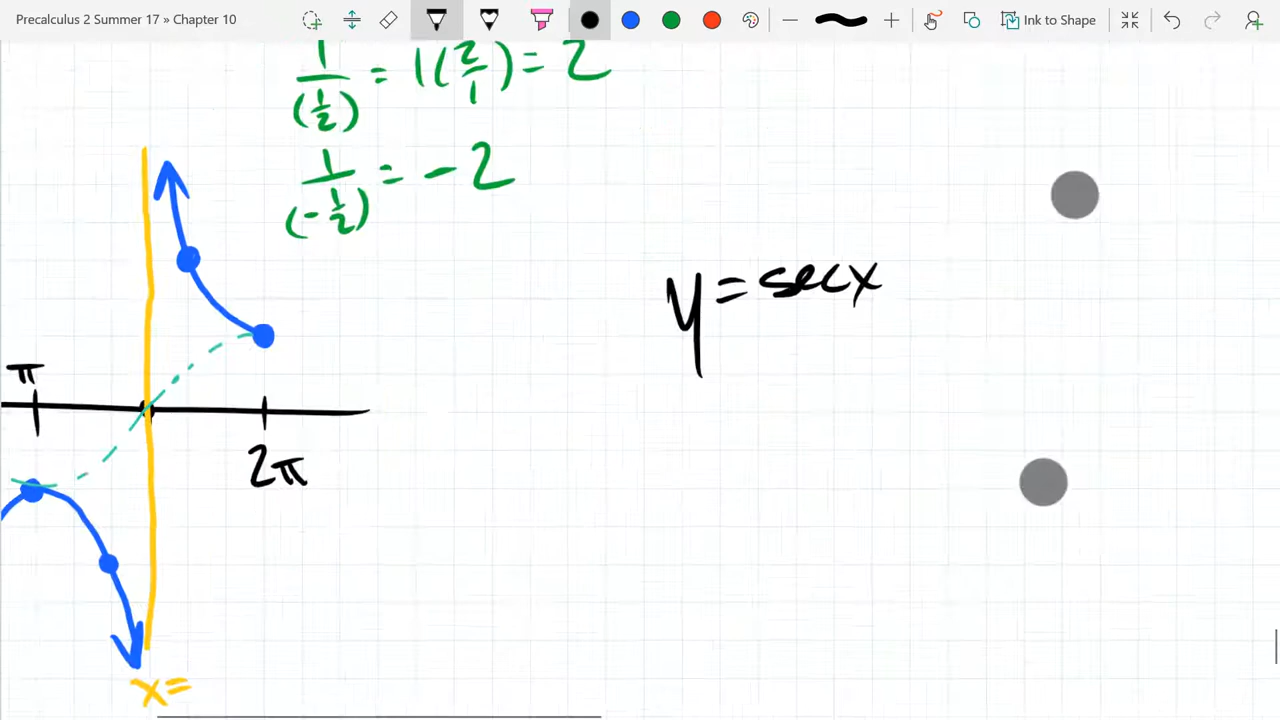 Precalculus 2 Summer 17 » Chapter 10
Ink to Shape
1/(1/2) = 1(2/1) = 2
1/(-1/2) = -2
y = sec x
π
2π
x=